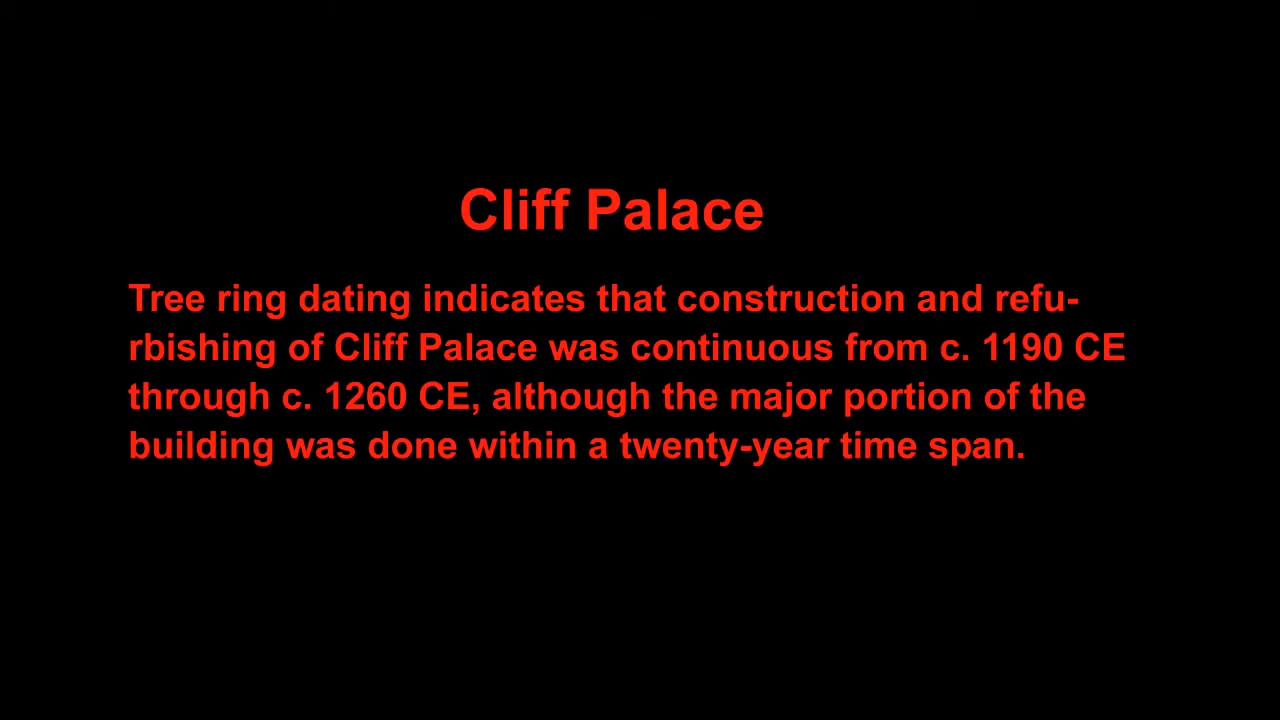 Cliff Palace
Tree ring dating indicates that construction and refu-
rbishing of Cliff Palace was continuous from c. 1190 CE
through c. 1260 CE, although the major portion of the
building was done within a twenty-year time span.